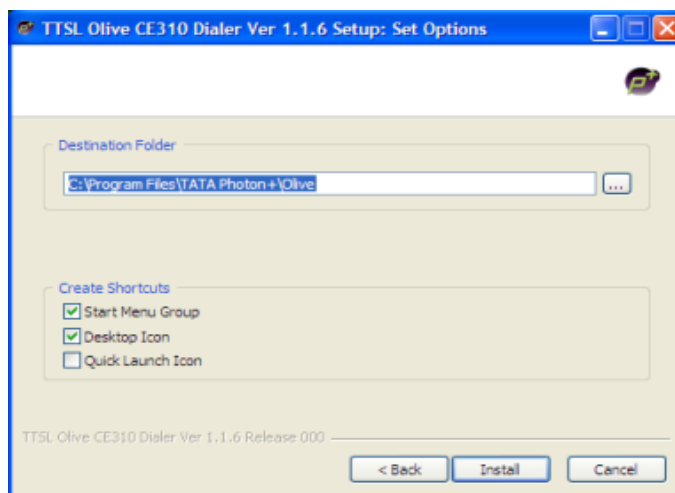 TTSL Olive CE310 Dialer Ver 1.1.6 Setup: Set Options
Destination Folder
C:\Program Files\TATA Photon+\Olive
...
Create Shortcuts
Start Menu Group
Desktop Icon
Quick Launch Icon
TTSL Olive CE310 Dialer Ver 1.1.6 Release 000
< Back Install Cancel